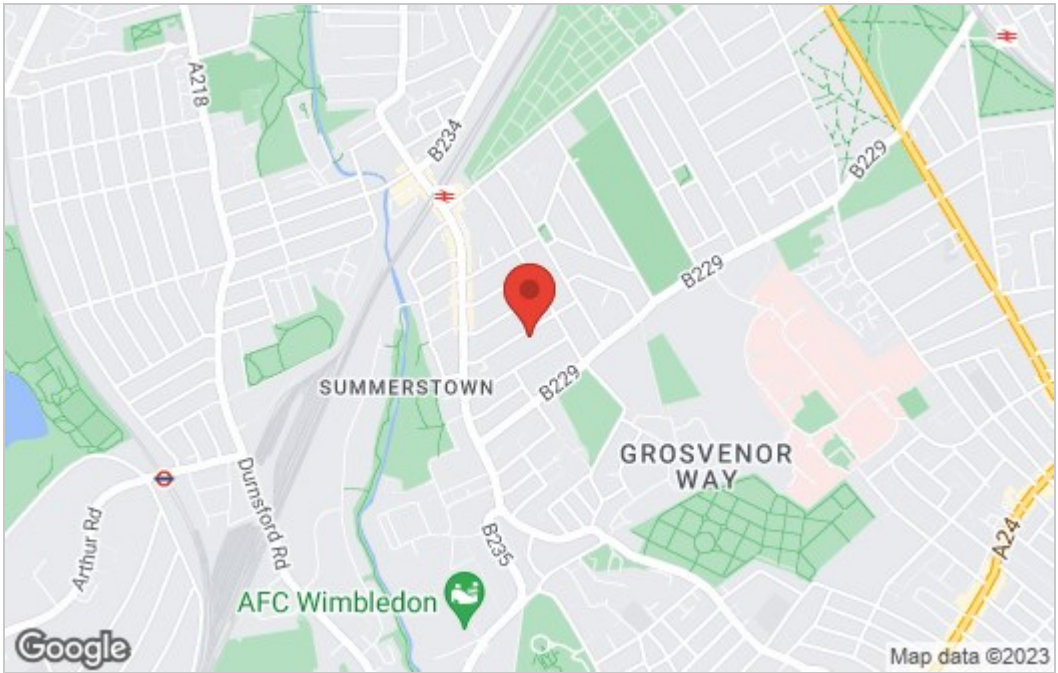 A218
B234
B229
B229
SUMMERSTOWN
B229
GROSVENOR
WAY
Arthur Rd
Durnsford Rd
B235
A24
AFC Wimbledon
Google
Map data ©2023